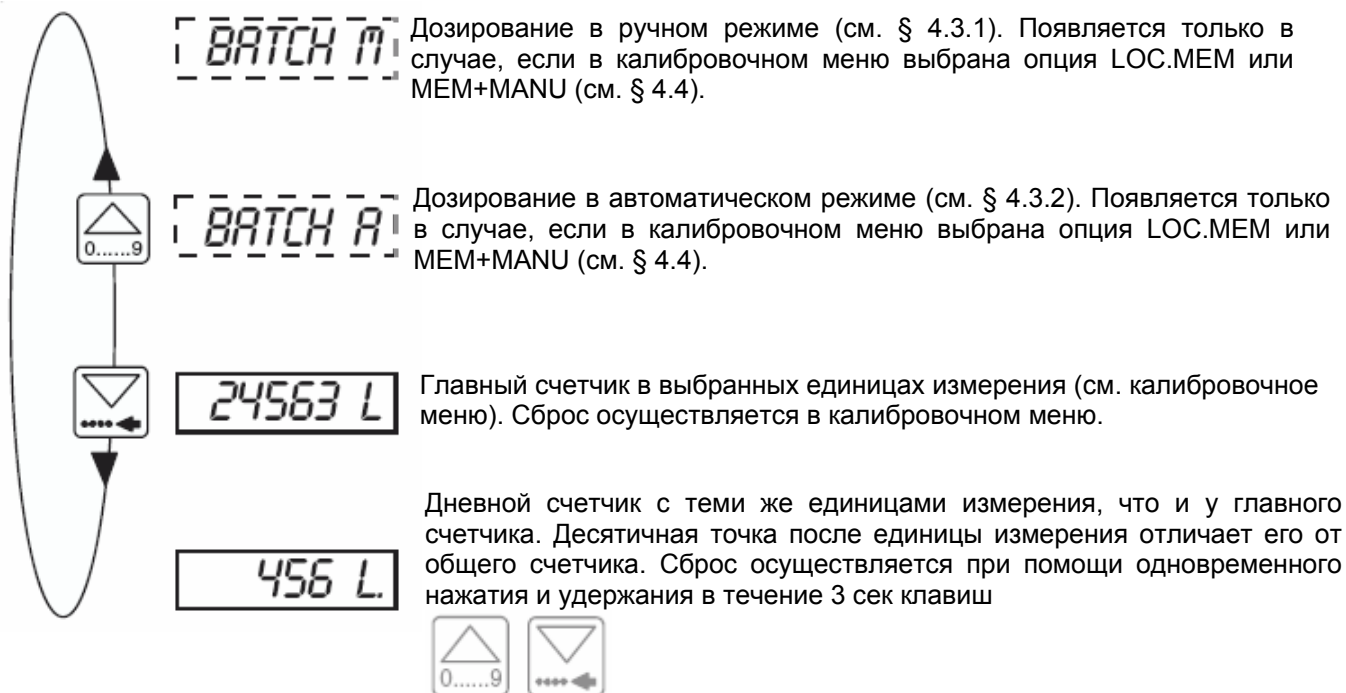 BATCH M
Дозирование в ручном режиме (см. § 4.3.1). Появляется только в
случае, если в калибровочном меню выбрана опция LOC.MEM или
MEM+MANU (см. § 4.4).
0......9
BATCH A
Дозирование в автоматическом режиме (см. § 4.3.2). Появляется только
в случае, если в калибровочном меню выбрана опция LOC.MEM или
MEM+MANU (см. § 4.4).
24563 L
Главный счетчик в выбранных единицах измерения (см. калибровочное
меню). Сброс осуществляется в калибровочном меню.
456 L.
Дневной счетчик с теми же единицами измерения, что и у главного
счетчика. Десятичная точка после единицы измерения отличает его от
общего счетчика. Сброс осуществляется при помощи одновременного
нажатия и удержания в течение 3 сек клавиш
0......9